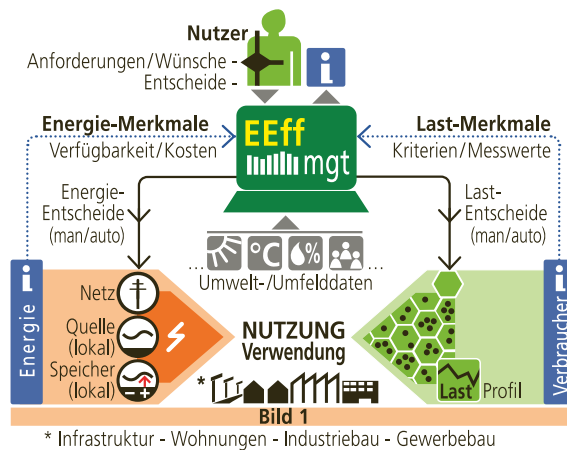 Nutzer
Anforderungen/Wünsche -
Entscheide -
i
Energie-Merkmale
Verfügbarkeit/Kosten
EEff
mgt
Last-Merkmale
Kriterien/Messwerte
Energie-
Entscheide
(man/auto)
Last-
Entscheide
(man/auto)
°C
%
... ...
Umwelt-/Umfelddaten
Energie i
Netz
Quelle
(lokal)
Speicher
(lokal)
NUTZUNG
Verwendung
*
Last Profil
Verbraucher i
Bild 1
* Infrastruktur - Wohnungen - Industriebau - Gewerbebau